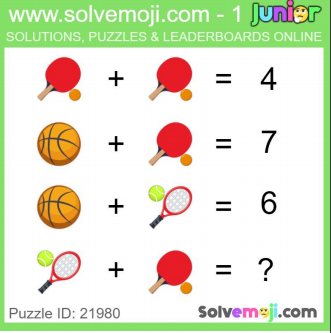 www.solvemoji.com - 1 Junior
SOLUTIONS, PUZZLES & LEADERBOARDS ONLINE
+ = 4
+ = 7
+ = 6
+ = ?
Puzzle ID: 21980 Solvemoji.com